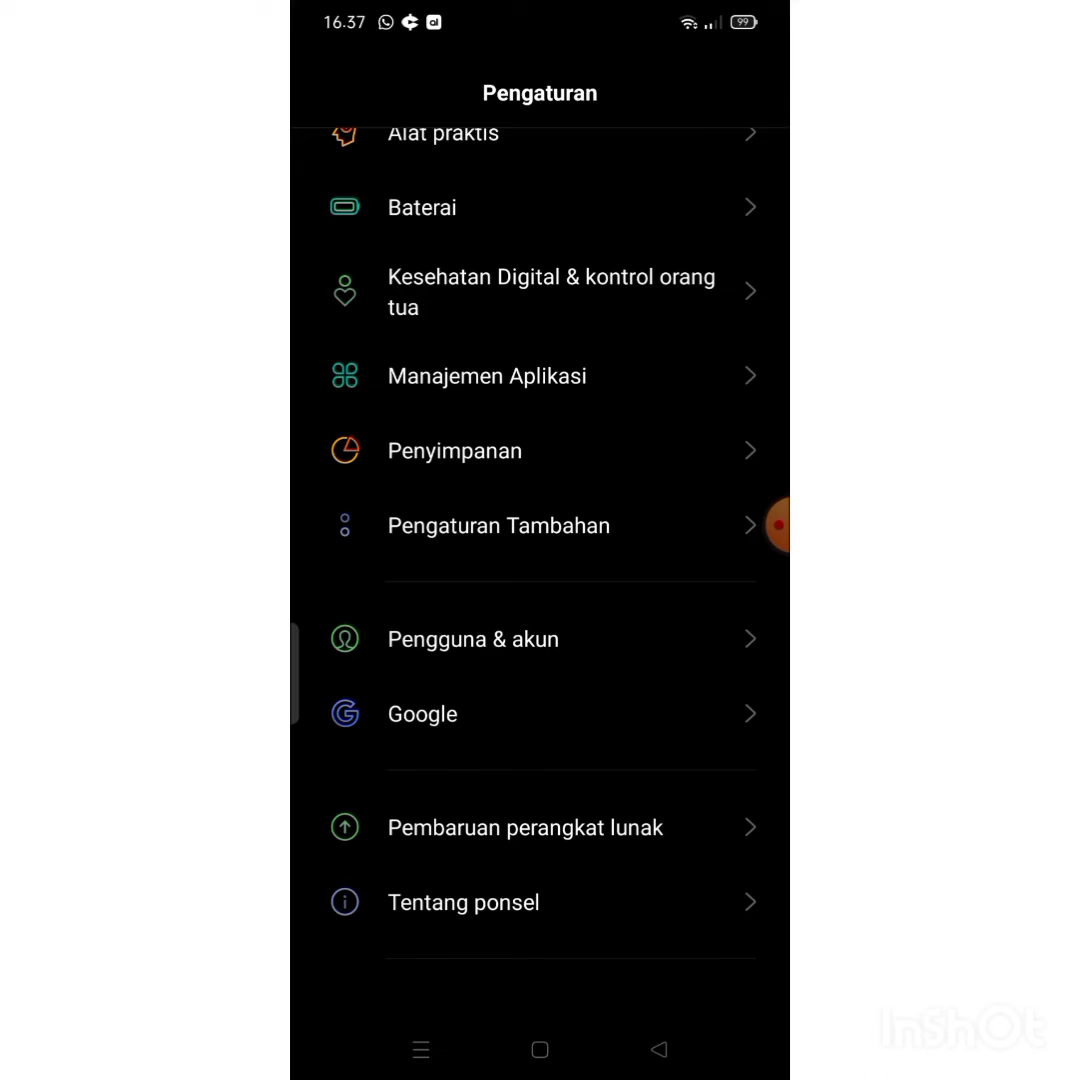 16.37
99
Pengaturan
Alat praktis
Baterai
Kesehatan Digital & kontrol orang
tua
Manajemen Aplikasi
Penyimpanan
Pengaturan Tambahan
Pengguna & akun
Google
Pembaruan perangkat lunak
Tentang ponsel
InShOt